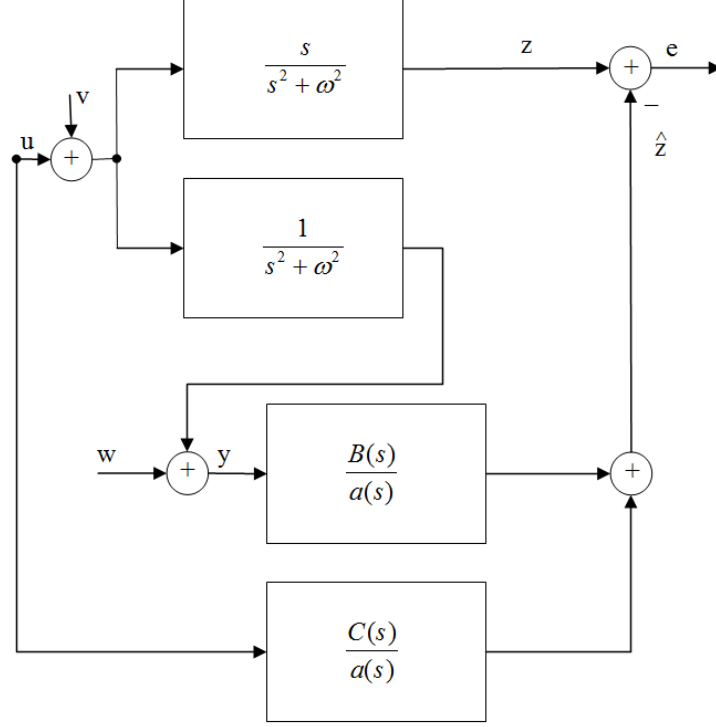 z
e
+
−
ẑ
s
s² + ω²
v
u
+
1
s² + ω²
w
+
y
B(s)
a(s)
+
C(s)
a(s)